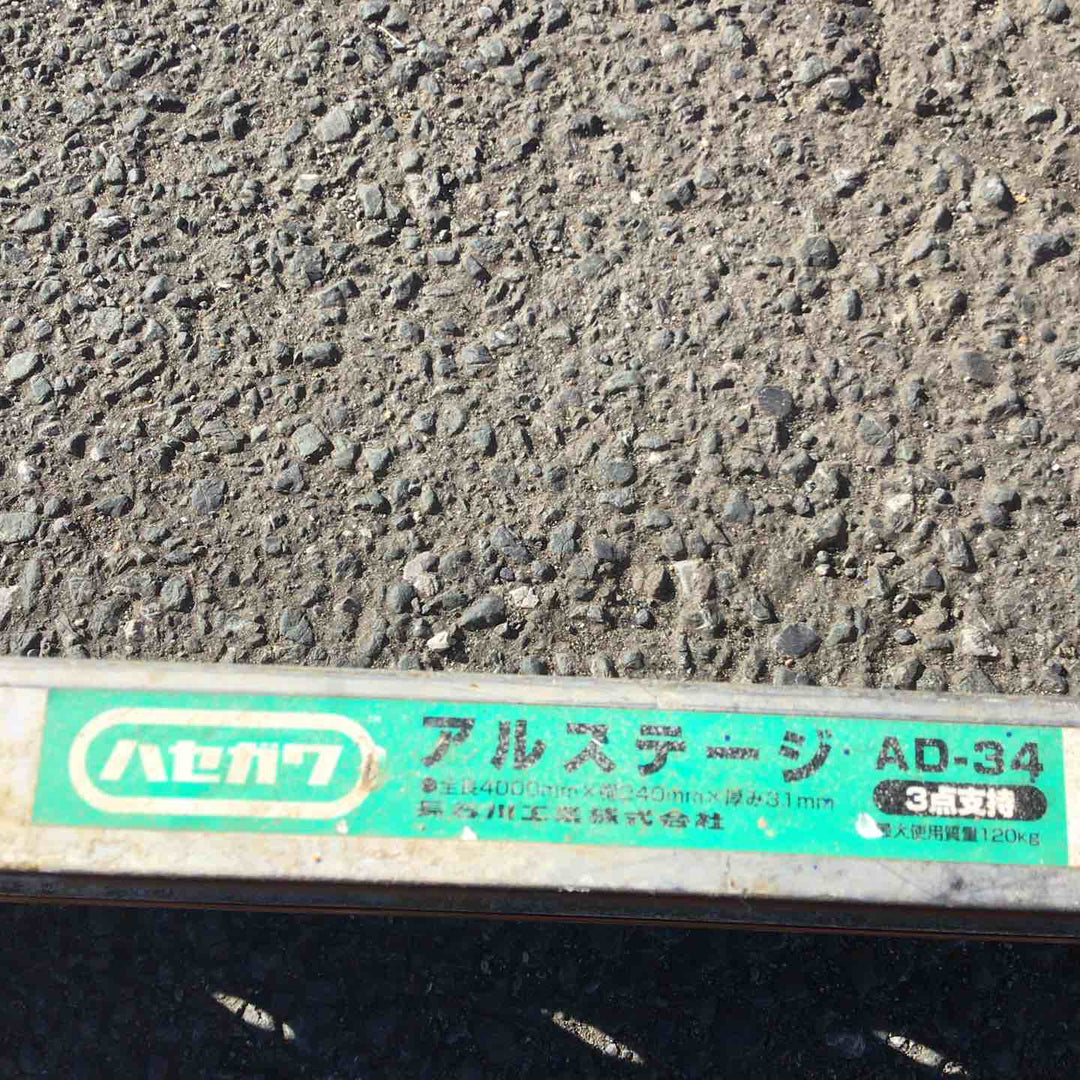 ハセガワ
アルステージ AD-34
●全長4000mm×幅240mm×厚み31mm
3点支持
長谷川工業株式会社
最大使用質量120kg